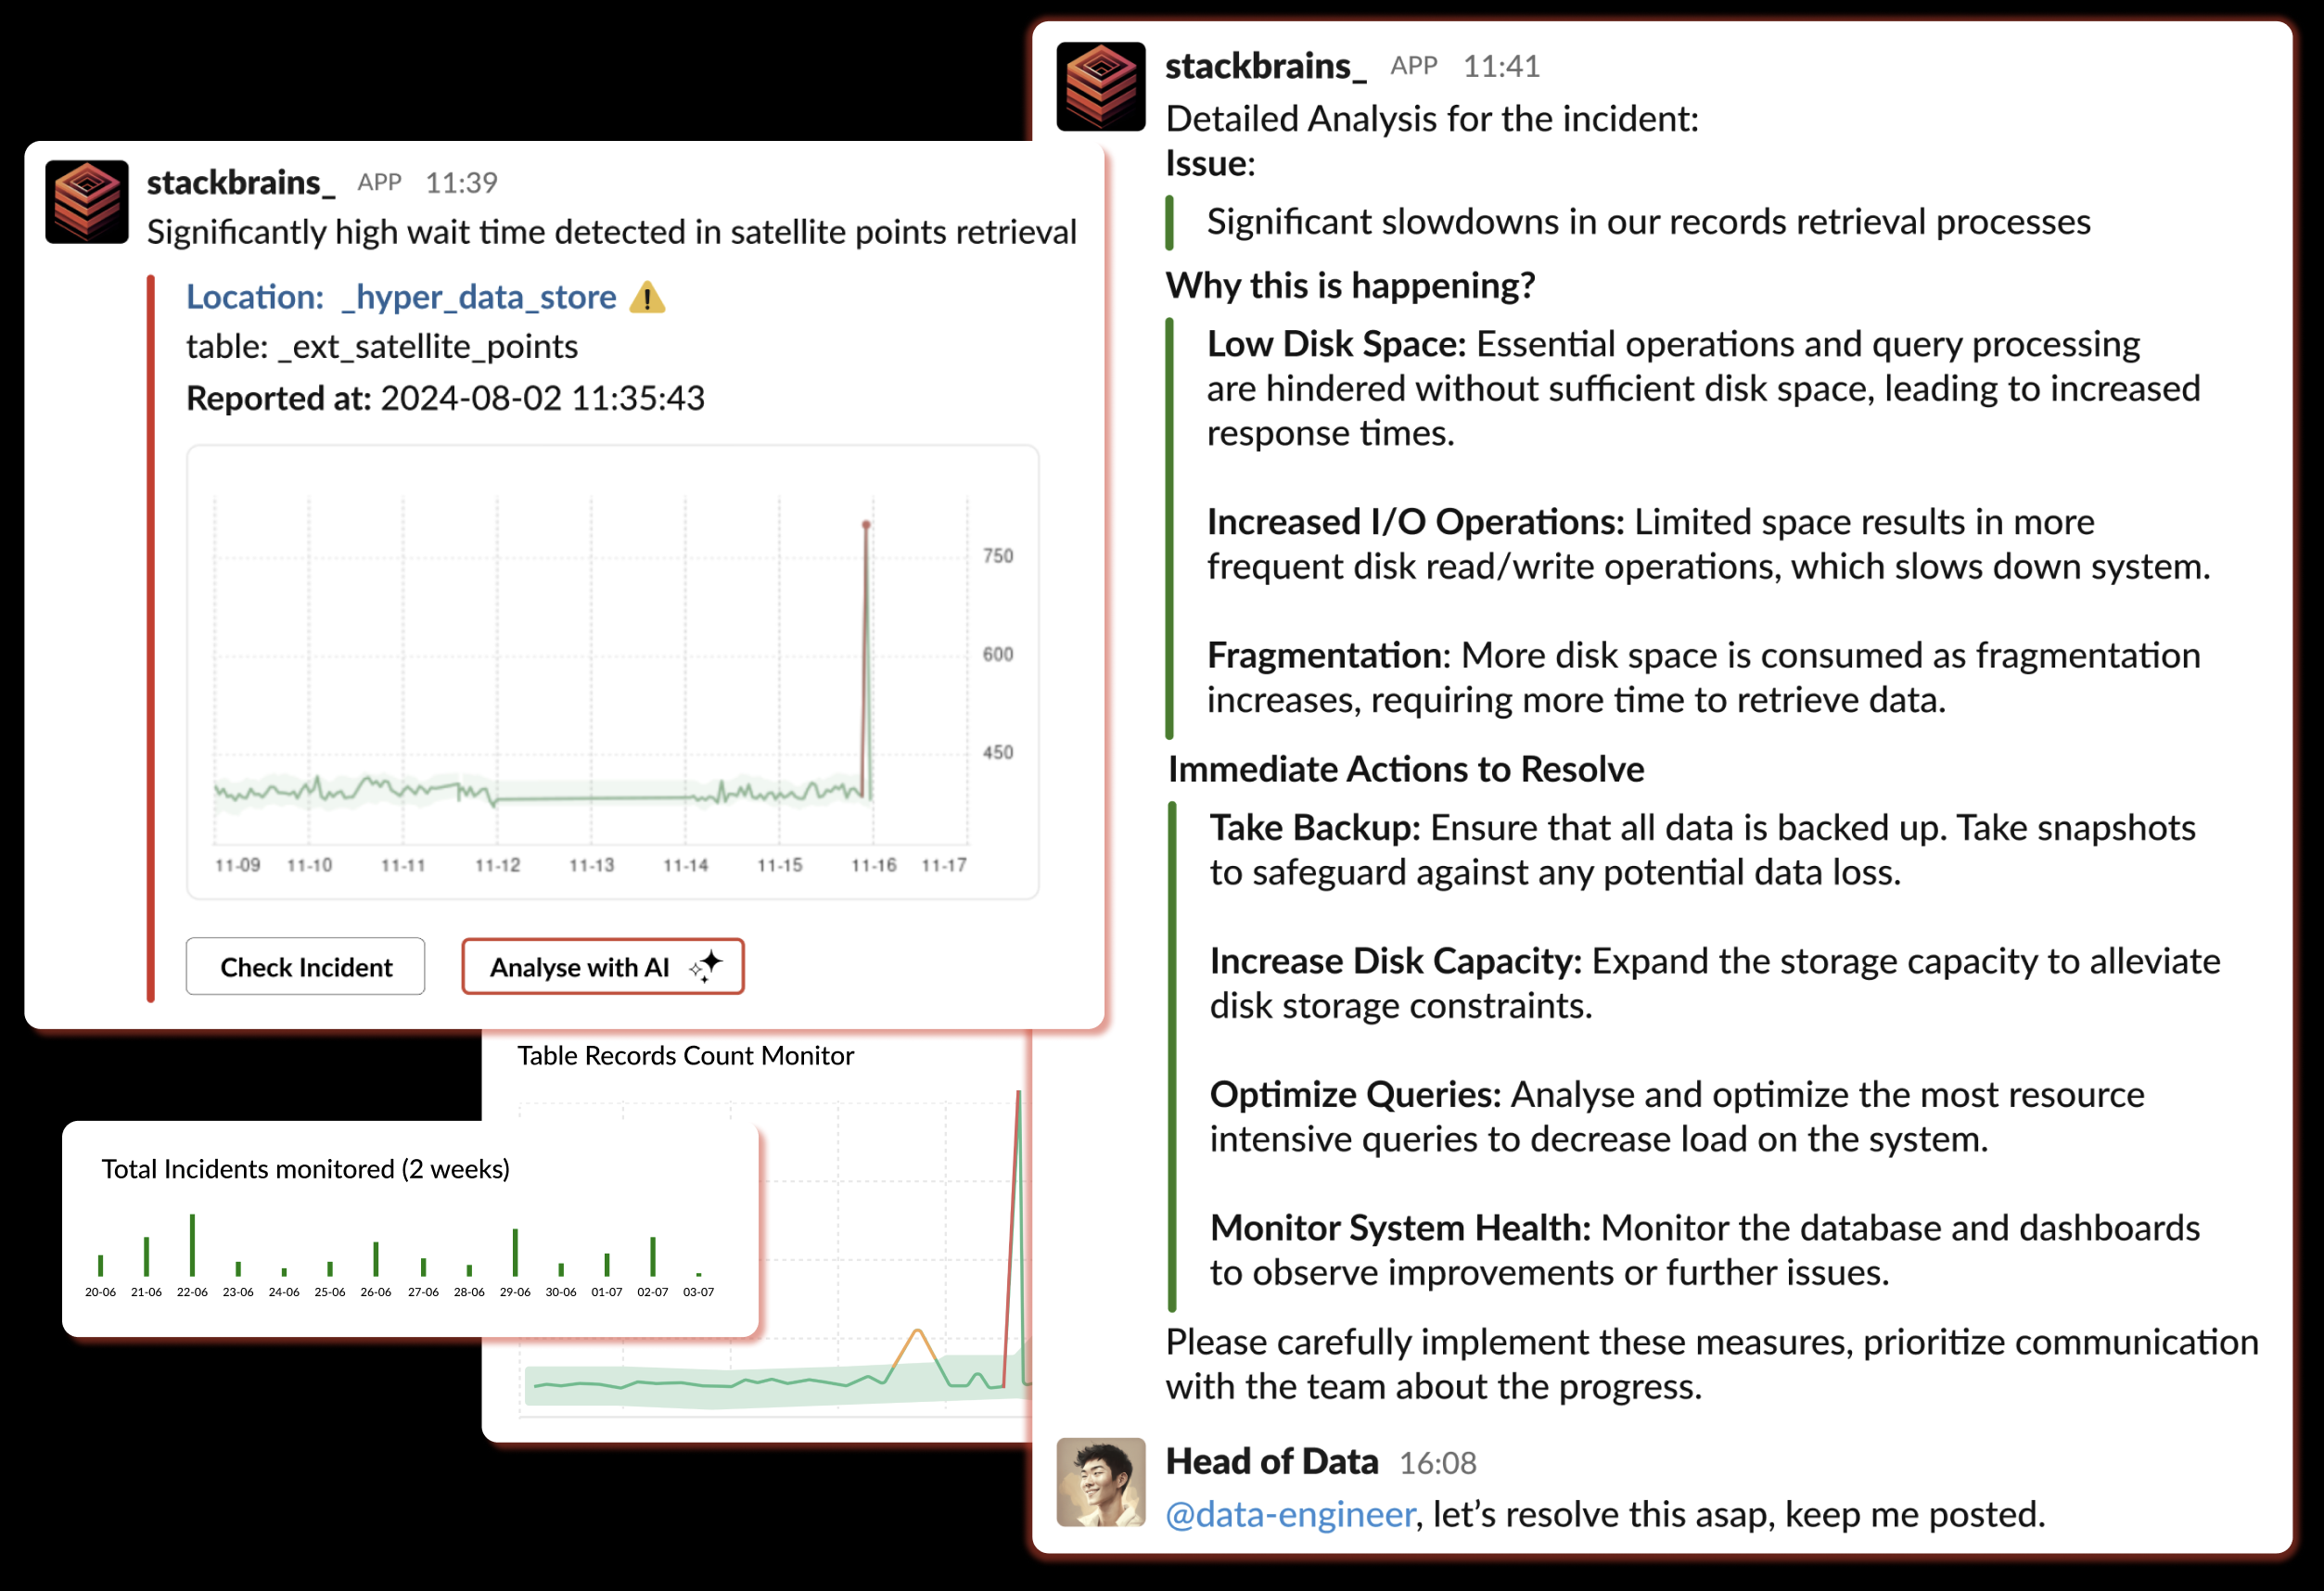 stackbrains_ APP 11:39
Significantly high wait time detected in satellite points retrieval
Location: _hyper_data_store
table: _ext_satellite_points
Reported at: 2024-08-02 11:35:43
750
600
450
11-09 11-10 11-11 11-12 11-13 11-14 11-15 11-16 11-17
Check Incident Analyse with AI
Table Records Count Monitor
Total Incidents monitored (2 weeks)
20-06 21-06 22-06 23-06 24-06 25-06 26-06 27-06 28-06 29-06 30-06 01-07 02-07 03-07
stackbrains_ APP 11:41
Detailed Analysis for the incident:
Issue:
Significant slowdowns in our records retrieval processes
Why this is happening?
Low Disk Space: Essential operations and query processing
are hindered without sufficient disk space, leading to increased
response times.
Increased I/O Operations: Limited space results in more
frequent disk read/write operations, which slows down system.
Fragmentation: More disk space is consumed as fragmentation
increases, requiring more time to retrieve data.
Immediate Actions to Resolve
Take Backup: Ensure that all data is backed up. Take snapshots
to safeguard against any potential data loss.
Increase Disk Capacity: Expand the storage capacity to alleviate
disk storage constraints.
Optimize Queries: Analyse and optimize the most resource
intensive queries to decrease load on the system.
Monitor System Health: Monitor the database and dashboards
to observe improvements or further issues.
Please carefully implement these measures, prioritize communication
with the team about the progress.
Head of Data 16:08
@data-engineer, let’s resolve this asap, keep me posted.